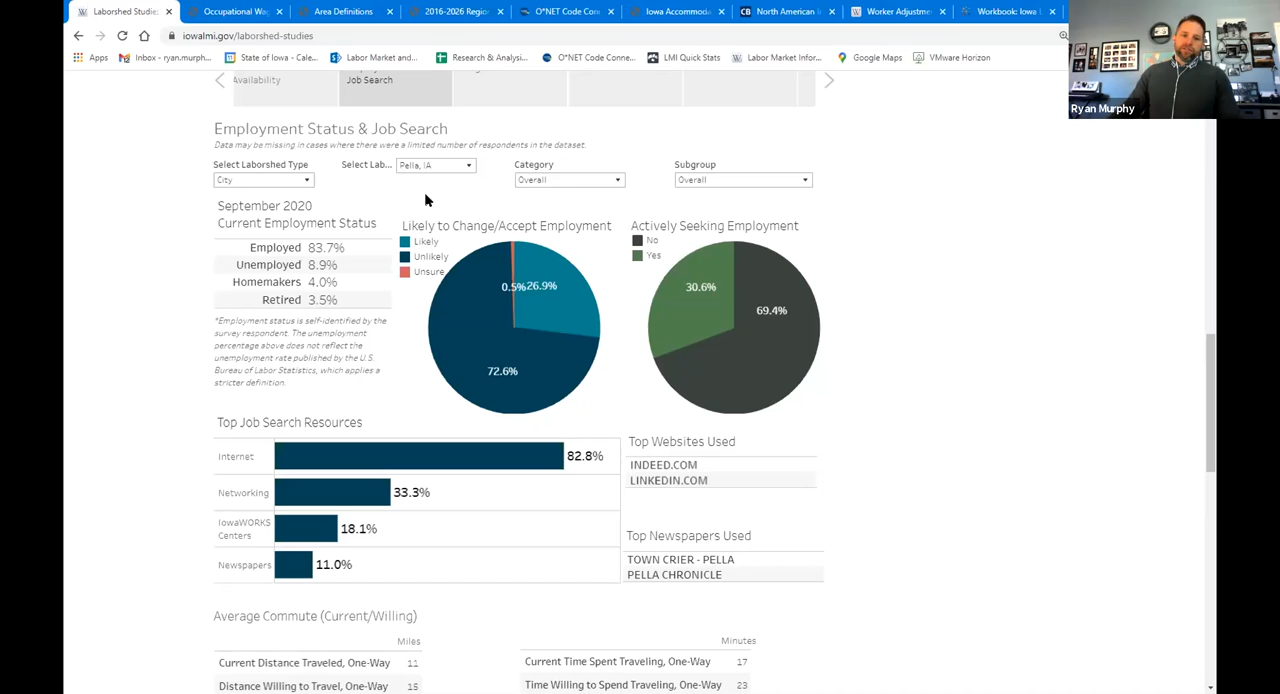 Laborshed Studie:
Occupational Wag
Area Definitions
2016-2026 Region
O*NET Code Con
Iowa Accommoda
North American In
Worker Adjustme
Workbook: Iowa L
iowalmi.gov/laborshed-studies
Apps
Inbox - ryan.murph...
State of Iowa - Cale...
Labor Market and...
Research & Analysi...
O*NET Code Conne...
LMI Quick Stats
Labor Market Infor...
Google Maps
VMware Horizon
Ryan Murphy
Availability
Job Search
Employment Status & Job Search
Data may be missing in cases where there were a limited number of respondents in the dataset.
Select Laborshed Type
Select Lab...
Pella, IA
Category
Subgroup
City
Overall
Overall
September 2020
Current Employment Status
Employed 83.7%
Unemployed 8.9%
Homemakers 4.0%
Retired 3.5%
*Employment status is self-identified by the
survey respondent. The unemployment
percentage above does not reflect the
unemployment rate published by the U.S.
Bureau of Labor Statistics, which applies a
stricter definition.
Likely to Change/Accept Employment
Likely
Unlikely
Unsure
0.5%
26.9%
72.6%
Actively Seeking Employment
No
Yes
30.6%
69.4%
Top Job Search Resources
Internet 82.8%
Networking 33.3%
IowaWORKS
Centers
18.1%
Newspapers 11.0%
Top Websites Used
INDEED.COM
LINKEDIN.COM
Top Newspapers Used
TOWN CRIER - PELLA
PELLA CHRONICLE
Average Commute (Current/Willing)
Miles
Current Distance Traveled, One-Way 11
Distance Willing to Travel, One-Way 15
Minutes
Current Time Spent Traveling, One-Way 17
Time Willing to Spend Traveling, One-Way 23